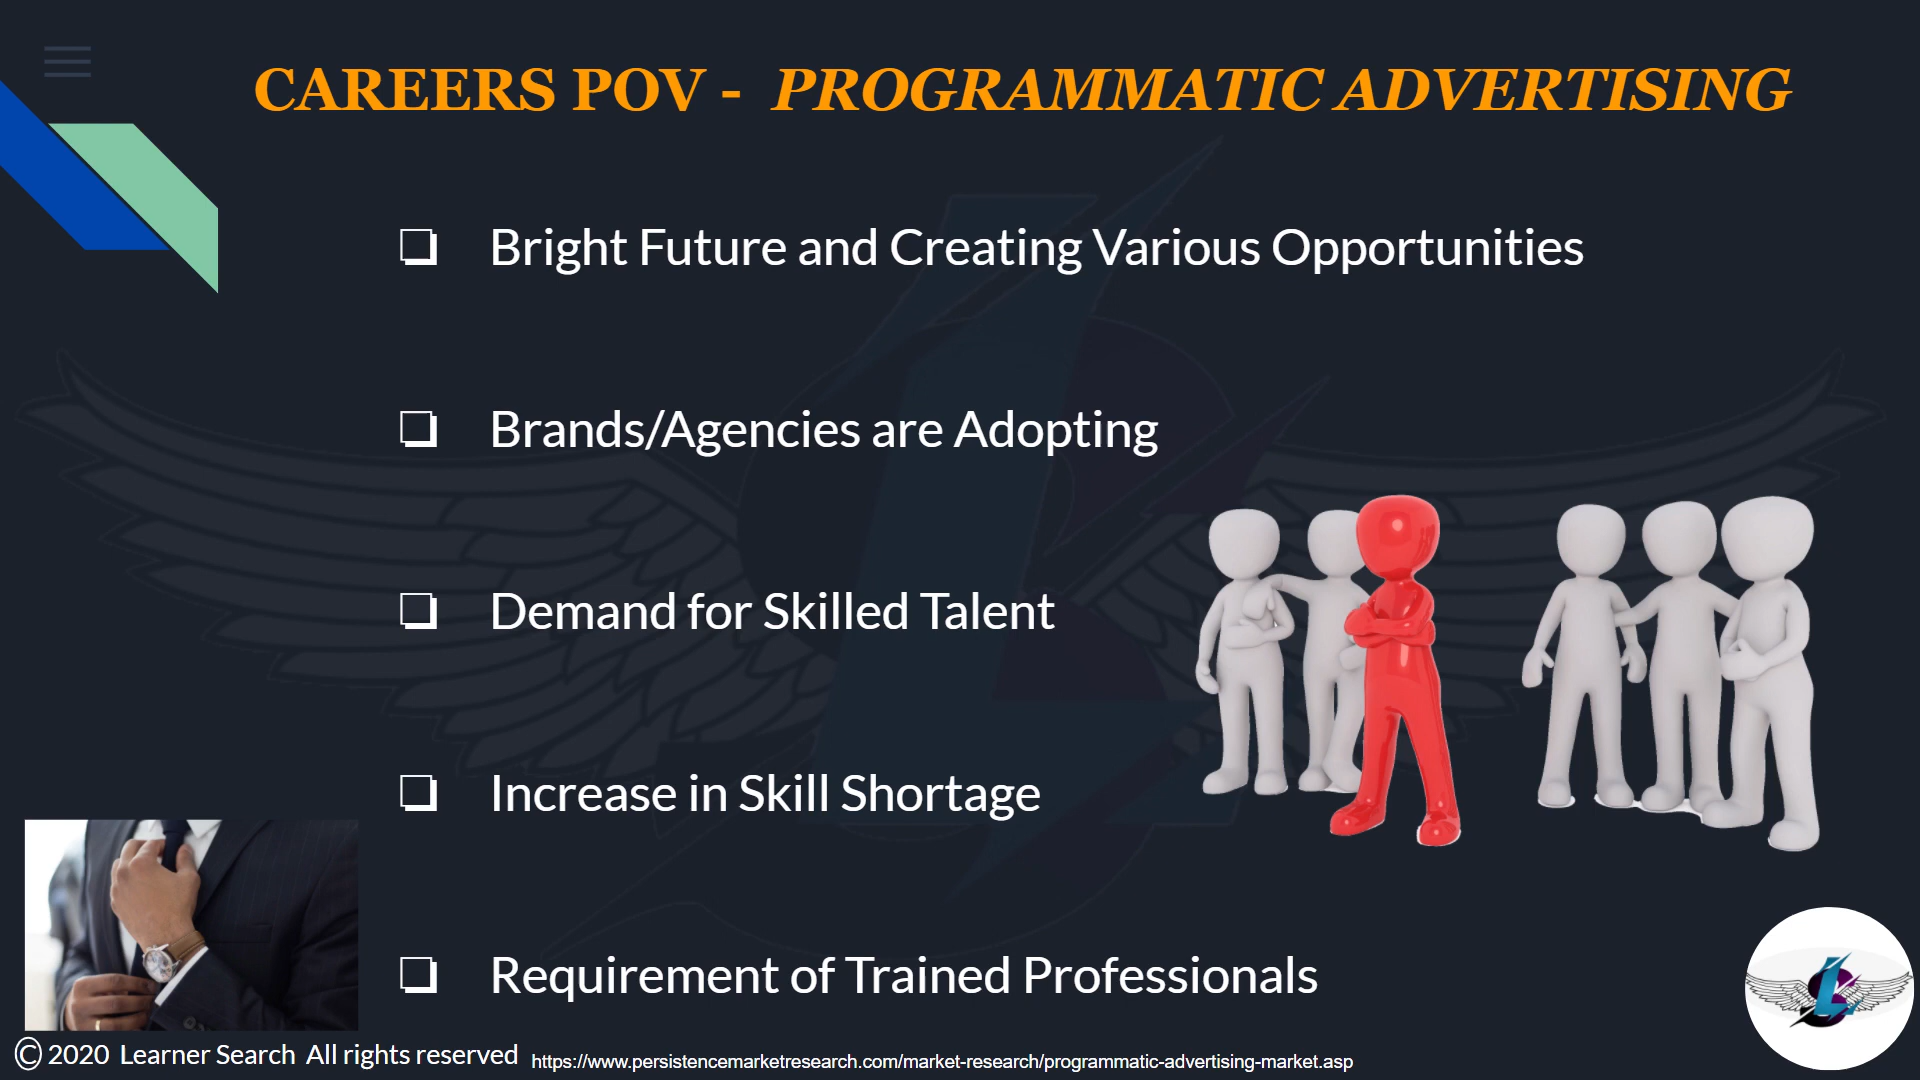 CAREERS POV - PROGRAMMATIC ADVERTISING
❏ Bright Future and Creating Various Opportunities
❏ Brands/Agencies are Adopting
❏ Demand for Skilled Talent
❏ Increase in Skill Shortage
❏ Requirement of Trained Professionals
© 2020 Learner Search All rights reserved
https://www.persistencemarketresearch.com/market-research/programmatic-advertising-market.asp